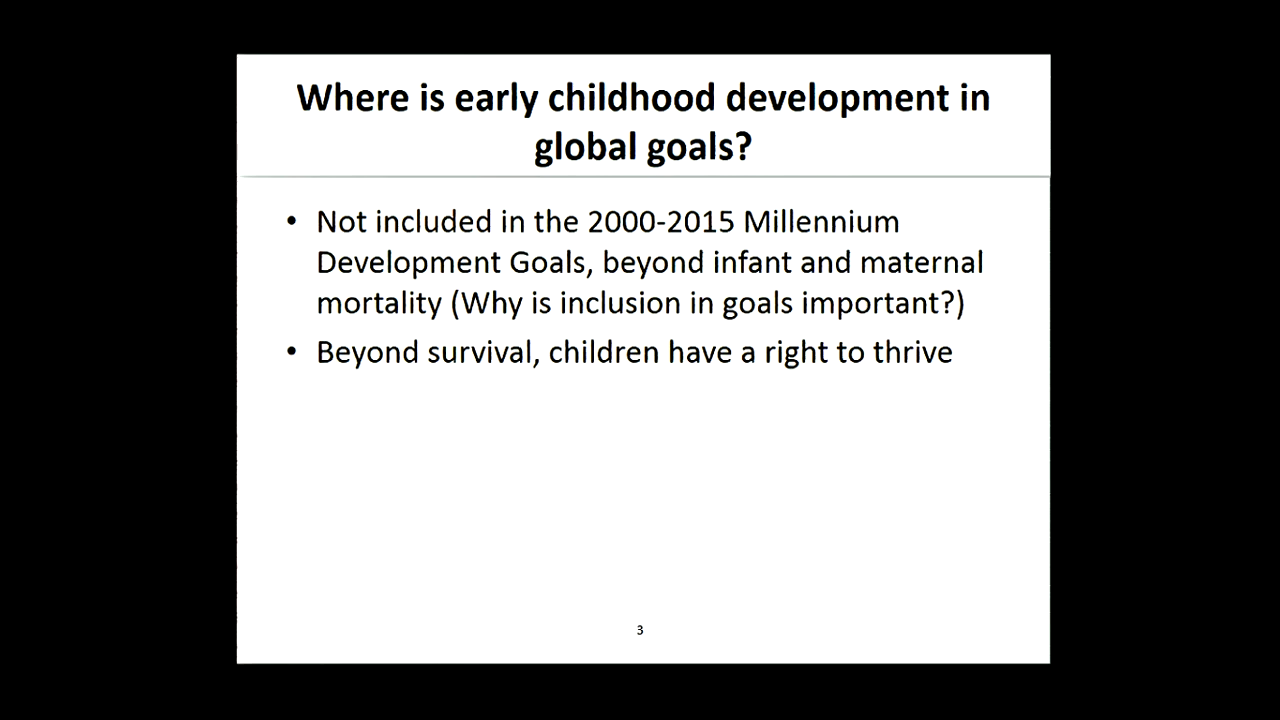 Where is early childhood development in
global goals?
• Not included in the 2000-2015 Millennium
Development Goals, beyond infant and maternal
mortality (Why is inclusion in goals important?)
• Beyond survival, children have a right to thrive
3